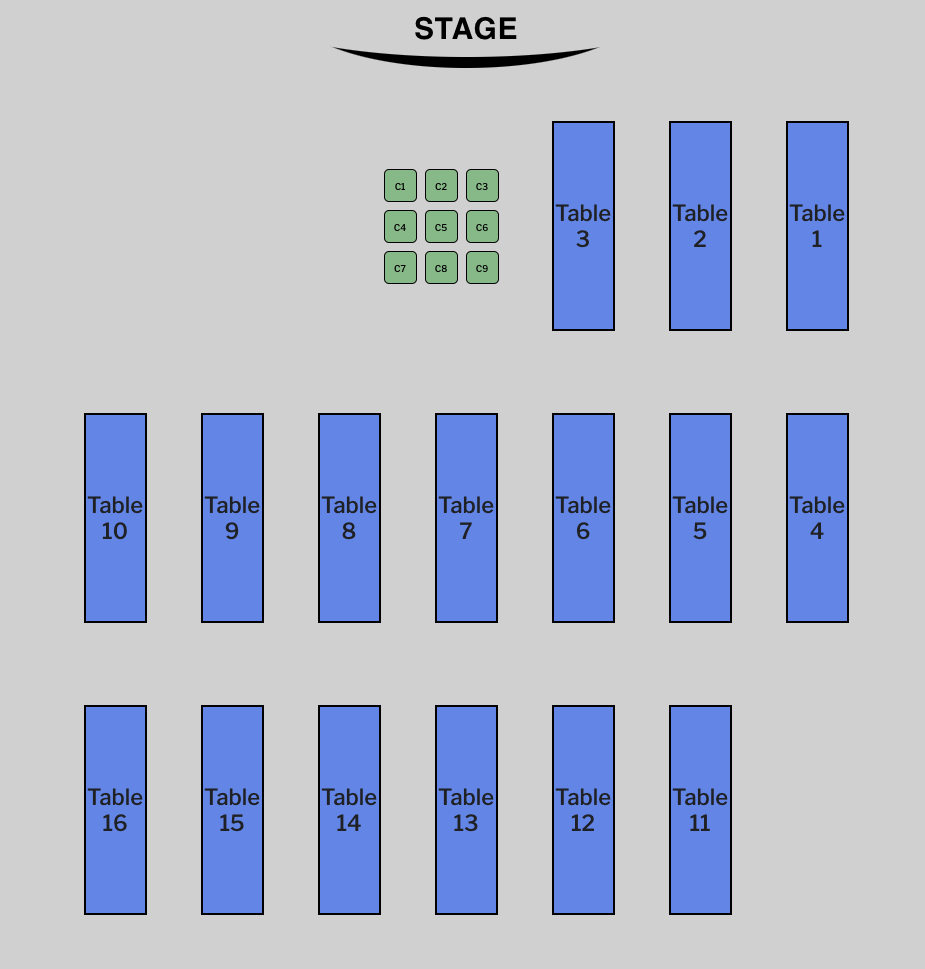 STAGE
C1 C2 C3
C4 C5 C6
C7 C8 C9
Table
3
Table
2
Table
1
Table
10
Table
9
Table
8
Table
7
Table
6
Table
5
Table
4
Table
16
Table
15
Table
14
Table
13
Table
12
Table
11